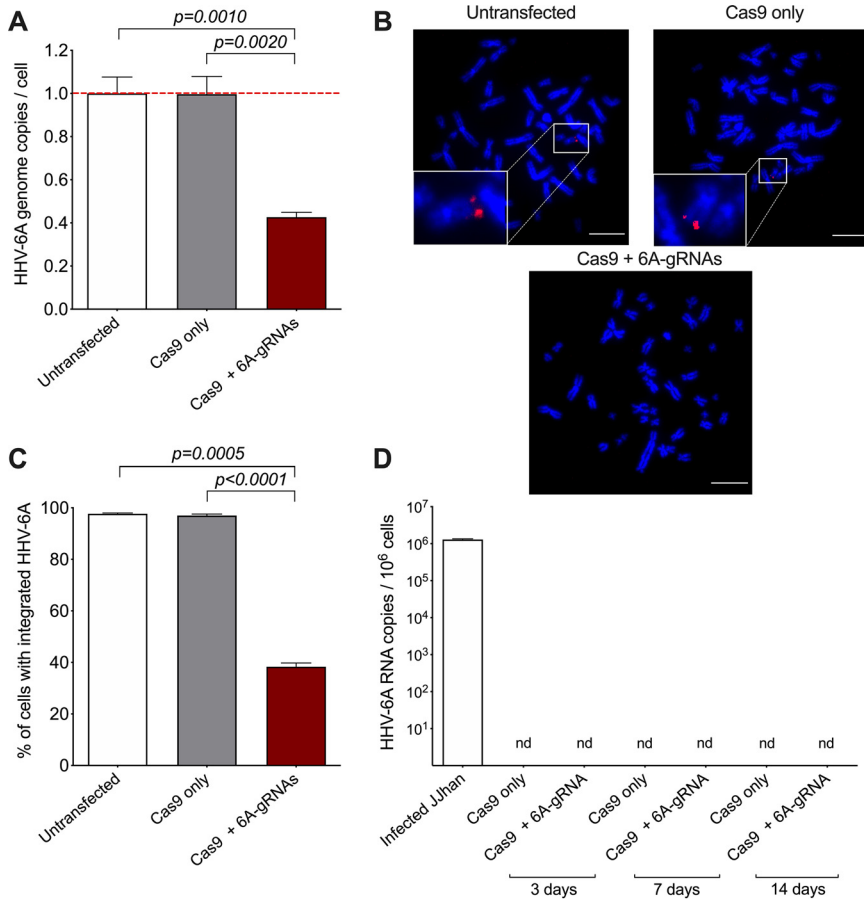 A
p=0.0010
p=0.0020
HHV-6A genome copies / cell
1.2
1.0
0.8
0.6
0.4
0.2
0.0
Untransfected
Cas9 only
Cas9 + 6A-gRNAs
B
Untransfected
Cas9 only
Cas9 + 6A-gRNAs
C
p=0.0005
p<0.0001
% of cells with integrated HHV-6A
100
80
60
40
20
0
Untransfected
Cas9 only
Cas9 + 6A-gRNAs
D
HHV-6A RNA copies / 10⁶ cells
10⁷
10⁶
10⁵
10⁴
10³
10²
10¹
nd nd nd nd nd nd
Infected JJhan
Cas9 only
Cas9 + 6A-gRNA
Cas9 only
Cas9 + 6A-gRNA
Cas9 only
Cas9 + 6A-gRNA
3 days 7 days 14 days